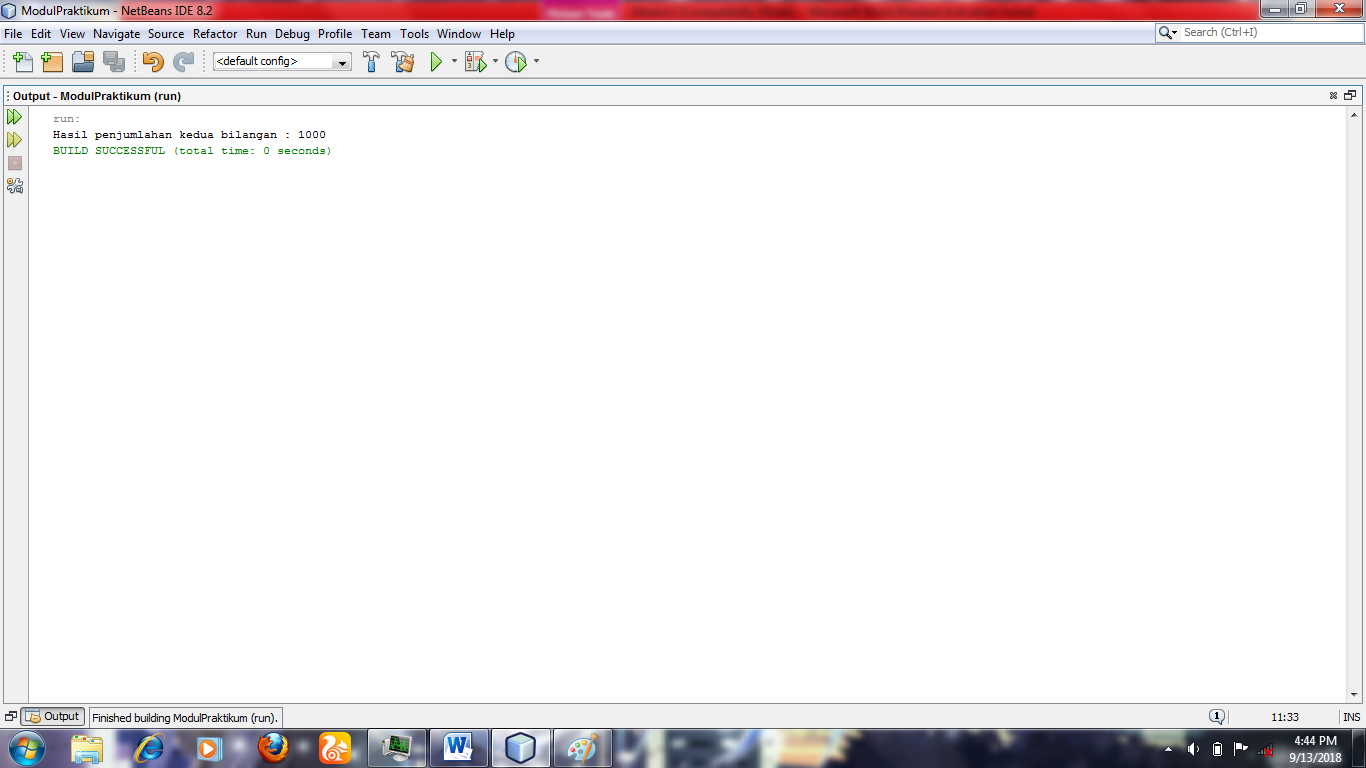 ModulPraktikum - NetBeans IDE 8.2
File Edit View Navigate Source Refactor Run Debug Profile Team Tools Window Help
Search (Ctrl+I)
<default config>
Output - ModulPraktikum (run)
run:
Hasil penjumlahan kedua bilangan : 1000
BUILD SUCCESSFUL (total time: 0 seconds)
Output
Finished building ModulPraktikum (run).
1
11:33
INS
4:44 PM
9/13/2018